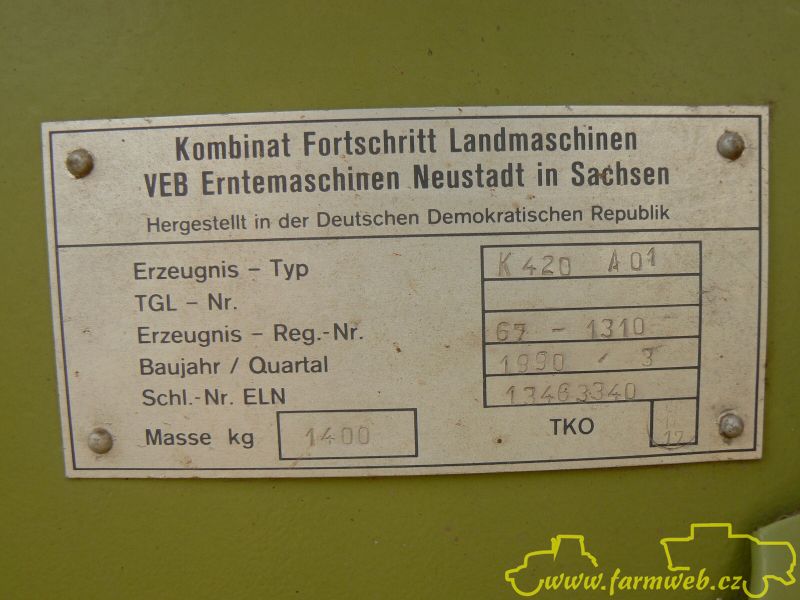 Kombinat Fortschritt Landmaschinen
VEB Erntemaschinen Neustadt in Sachsen
Hergestellt in der Deutschen Demokratischen Republik
Erzeugnis – Typ K 420 A01
TGL – Nr.
Erzeugnis – Reg.-Nr. 67 – 1310
Baujahr / Quartal 1990 / 3
Schl.-Nr. ELN 13463340
Masse kg 1400 TKO 12
www.farmweb.cz